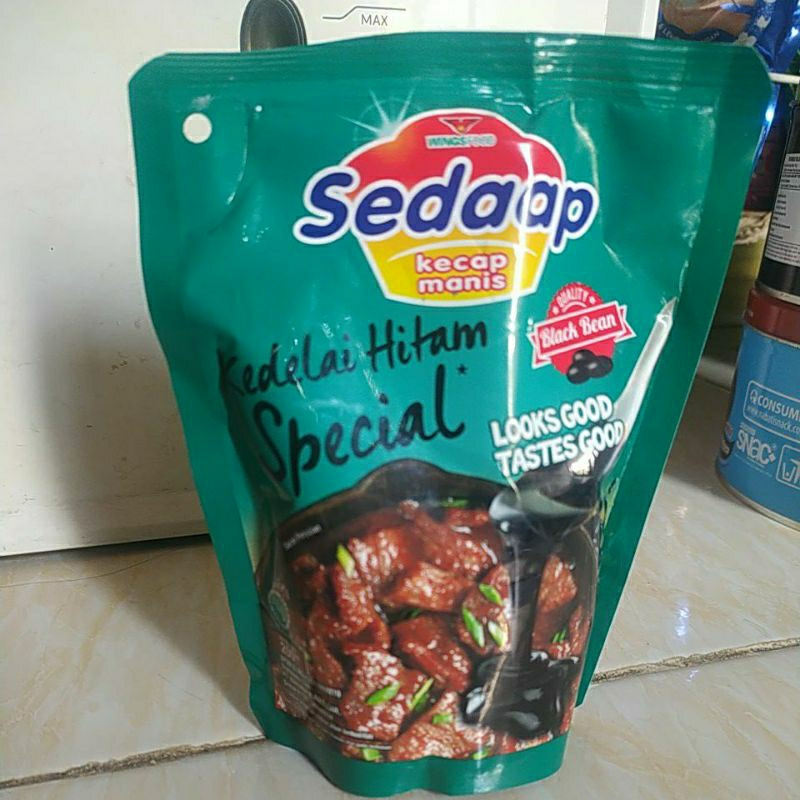 MAX
WINGSFOOD
Sedaap
kecap
manis
QUALITY
Black Bean
Kedelai Hitam
Special*
LOOKS GOOD
TASTES GOOD
CONSUM
SNAC